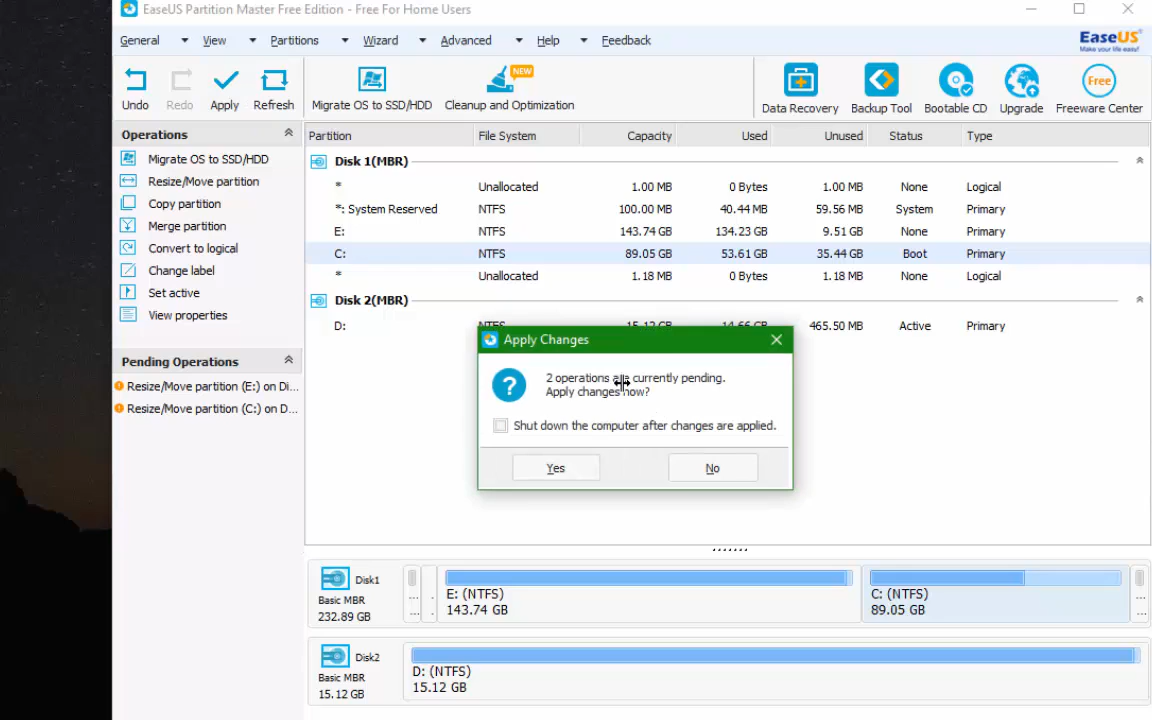 EaseUS Partition Master Free Edition - Free For Home Users
General View Partitions Wizard Advanced Help Feedback
EaseUS
Make your life easy!
Undo Redo Apply Refresh Migrate OS to SSD/HDD NEW Cleanup and Optimization Data Recovery Backup Tool Bootable CD Upgrade Free Freeware Center
Operations
Migrate OS to SSD/HDD
Resize/Move partition
Copy partition
Merge partition
Convert to logical
Change label
Set active
View properties
Pending Operations
Resize/Move partition (E:) on Di...
Resize/Move partition (C:) on D...
Partition File System Capacity Used Unused Status Type
Disk 1(MBR)
* Unallocated 1.00 MB 0 Bytes 1.00 MB None Logical
*: System Reserved NTFS 100.00 MB 40.44 MB 59.56 MB System Primary
E: NTFS 143.74 GB 134.23 GB 9.51 GB None Primary
C: NTFS 89.05 GB 53.61 GB 35.44 GB Boot Primary
* Unallocated 1.18 MB 0 Bytes 1.18 MB None Logical
Disk 2(MBR)
D: NTFS 15.12 GB 14.66 GB 465.50 MB Active Primary
Apply Changes
2 operations are currently pending.
Apply changes now?
Shut down the computer after changes are applied.
Yes No
Disk1
Basic MBR
232.89 GB
... .
... .
E: (NTFS)
143.74 GB
C: (NTFS)
89.05 GB
...
...
Disk2
Basic MBR
15.12 GB
D: (NTFS)
15.12 GB